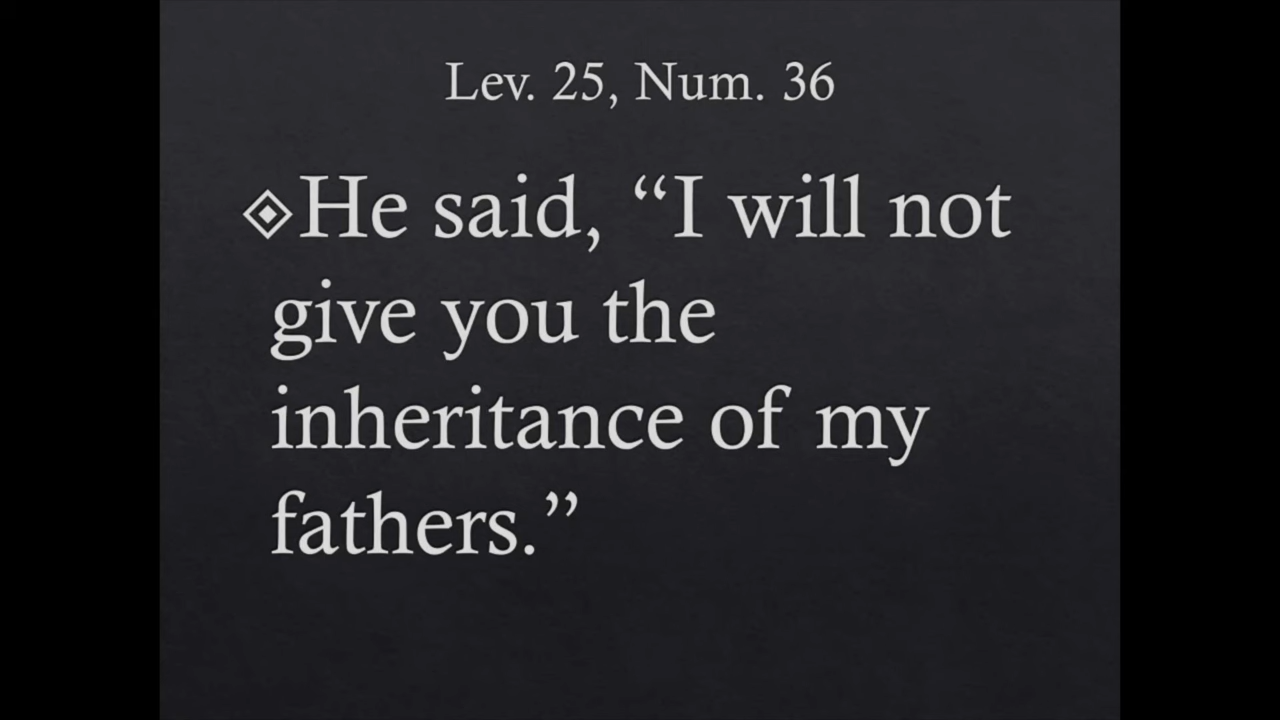 Lev. 25, Num. 36
He said, “I will not
give you the
inheritance of my
fathers.”